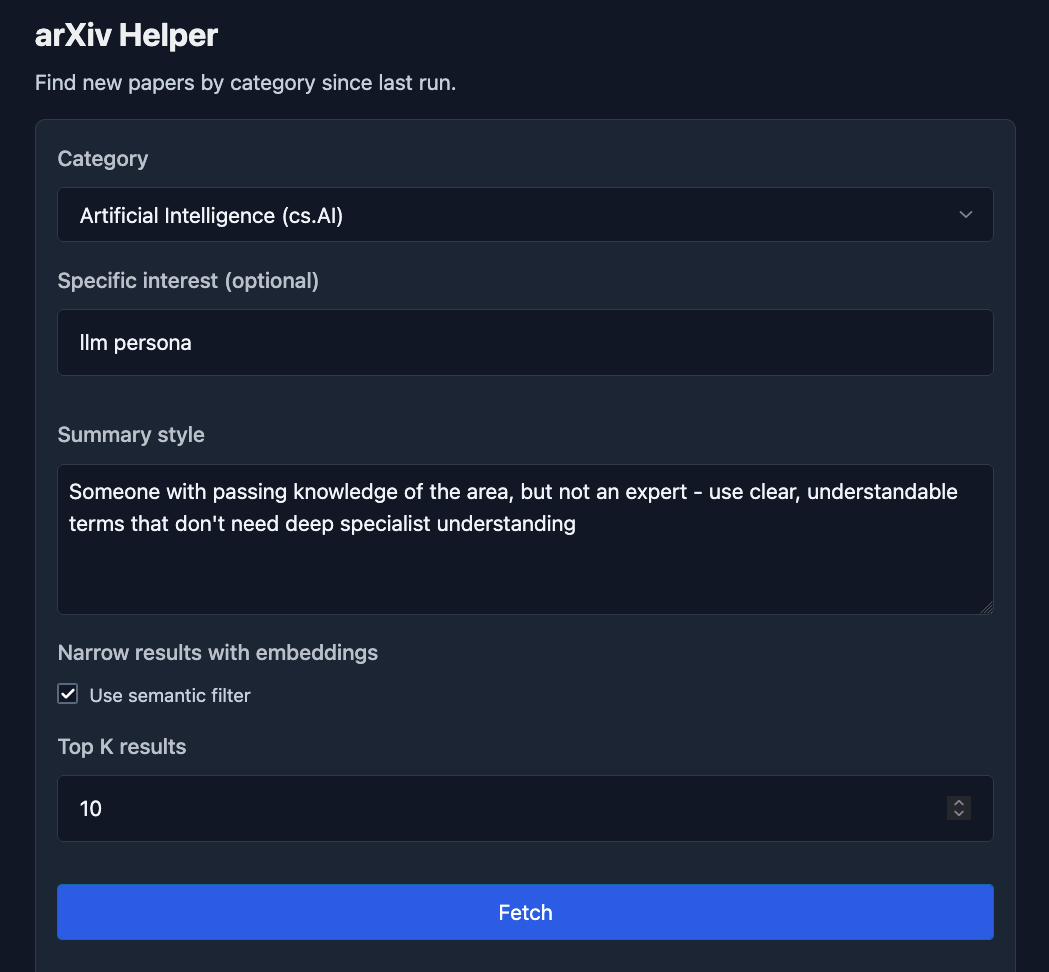 arXiv Helper
Find new papers by category since last run.
Category
Artificial Intelligence (cs.AI)
Specific interest (optional)
llm persona
Summary style
Someone with passing knowledge of the area, but not an expert - use clear, understandable
terms that don't need deep specialist understanding
Narrow results with embeddings
Use semantic filter
Top K results
10
Fetch